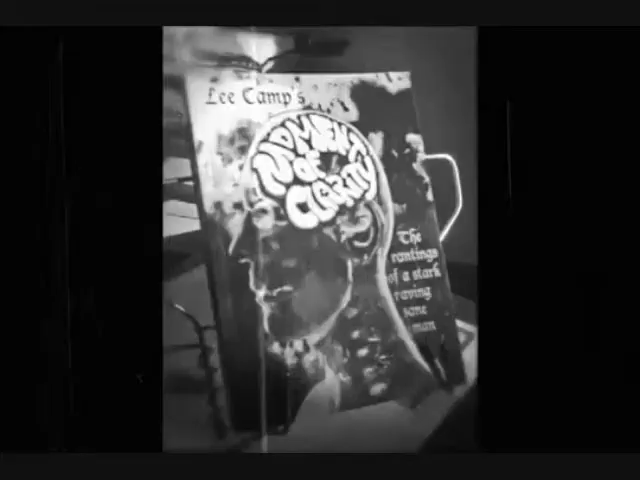 Lee Camp's
MOMENT
OF
CLARITY
The
rantings
of a stark
raving
sane
man